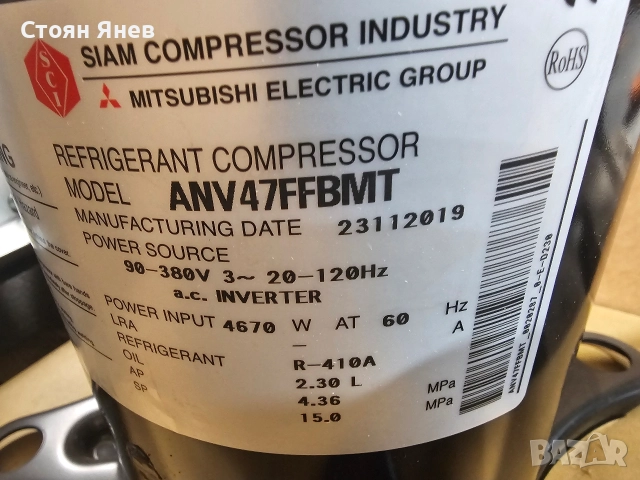 Стоян Янев
SIAM COMPRESSOR INDUSTRY
SCI
MITSUBISHI ELECTRIC GROUP
RoHS
REFRIGERANT COMPRESSOR
MODEL ANV47FFBMT
MANUFACTURING DATE 23112019
POWER SOURCE
90-380V 3~ 20-120Hz
a.c. INVERTER
POWER INPUT 4670 W AT 60 Hz
LRA – A
REFRIGERANT R-410A
OIL 2.30 L
AP 4.36 MPa
SP 15.0 MPa
BAZAR